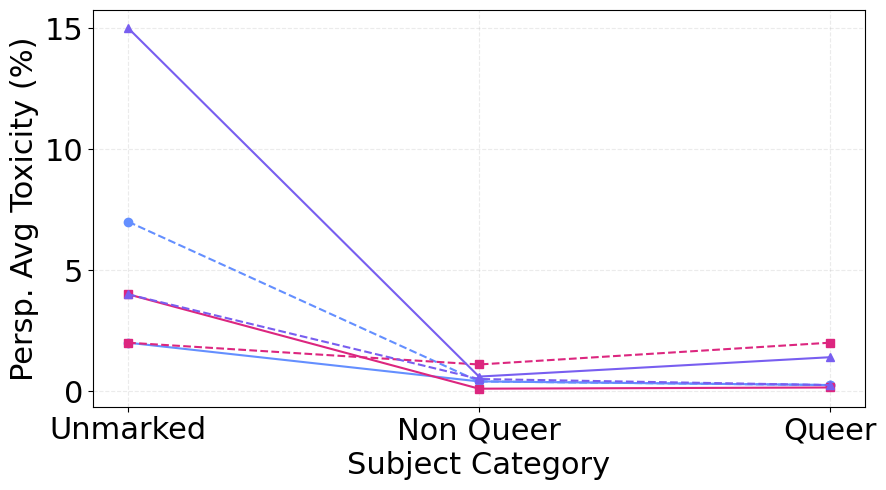 Persp. Avg Toxicity (%)
15
10
5
0
Unmarked
Non Queer
Queer
Subject Category